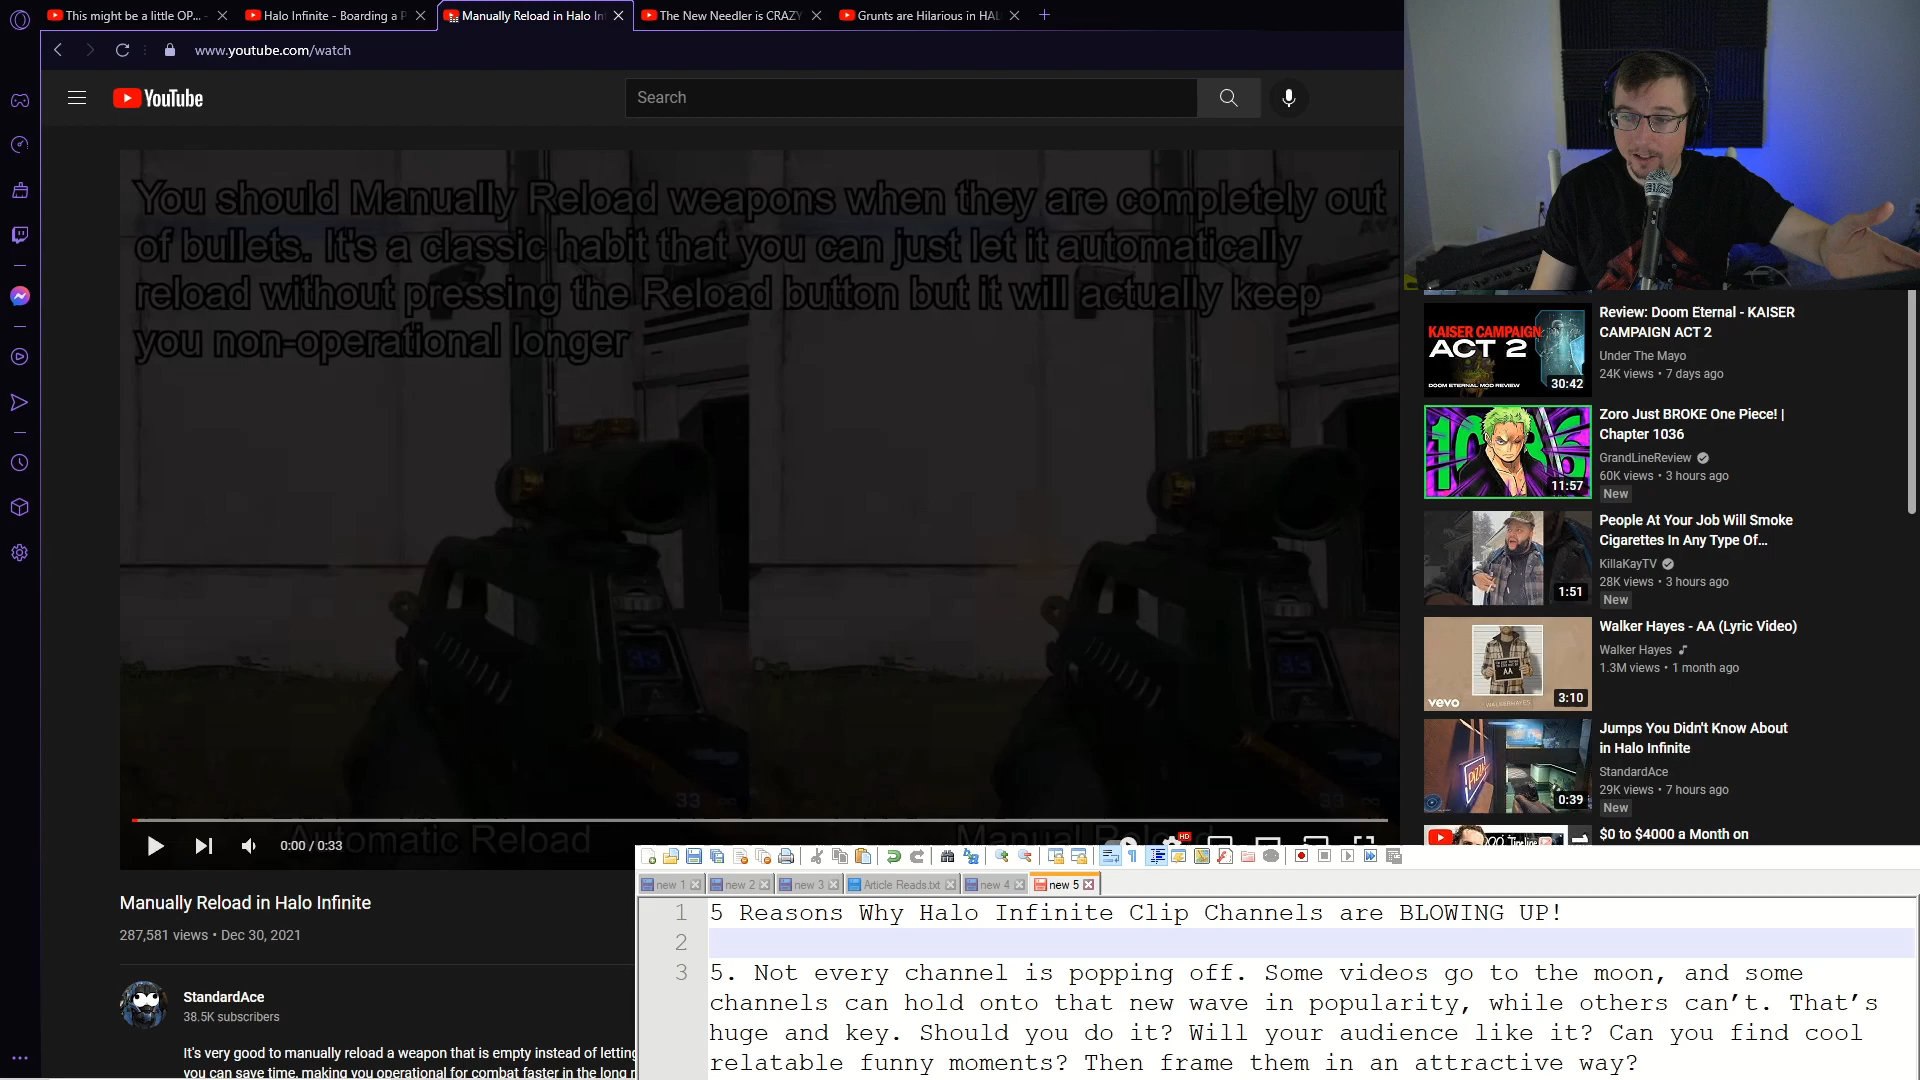 This might be a little OP...
Halo Infinite - Boarding a P
Manually Reload in Halo In
The New Needler is CRAZY
Grunts are Hilarious in HAL
www.youtube.com/watch
YouTube
Search
You should Manually Reload weapons when they are completely out
of bullets. It's a classic habit that you can just let it automatically
reload without pressing the Reload button but it will actually keep
you non-operational longer
33
33
Automatic Reload
0:00 / 0:33
HD
Manually Reload in Halo Infinite
287,581 views • Dec 30, 2021
StandardAce
38.5K subscribers
It's very good to manually reload a weapon that is empty instead of letting
you can save time, making you operational for combat faster in the long r
KAISER CAMPAIGN
ACT 2
DOOM ETERNAL MOD REVIEW
30:42
Review: Doom Eternal - KAISER
CAMPAIGN ACT 2
Under The Mayo
24K views • 7 days ago
11:57
Zoro Just BROKE One Piece! |
Chapter 1036
GrandLineReview
60K views • 3 hours ago
New
1:51
People At Your Job Will Smoke
Cigarettes In Any Type Of...
KillaKayTV
28K views • 3 hours ago
New
AA
vevo
WALKER HAYES
3:10
Walker Hayes - AA (Lyric Video)
Walker Hayes
1.3M views • 1 month ago
PIZZA
0:39
Jumps You Didn't Know About
in Halo Infinite
StandardAce
29K views • 7 hours ago
New
$0 to $4000 a Month on
new 1
new 2
new 3
Article Reads.txt
new 4
new 5
1 5 Reasons Why Halo Infinite Clip Channels are BLOWING UP!
2
3 5. Not every channel is popping off. Some videos go to the moon, and some
channels can hold onto that new wave in popularity, while others can’t. That’s
huge and key. Should you do it? Will your audience like it? Can you find cool
relatable funny moments? Then frame them in an attractive way?